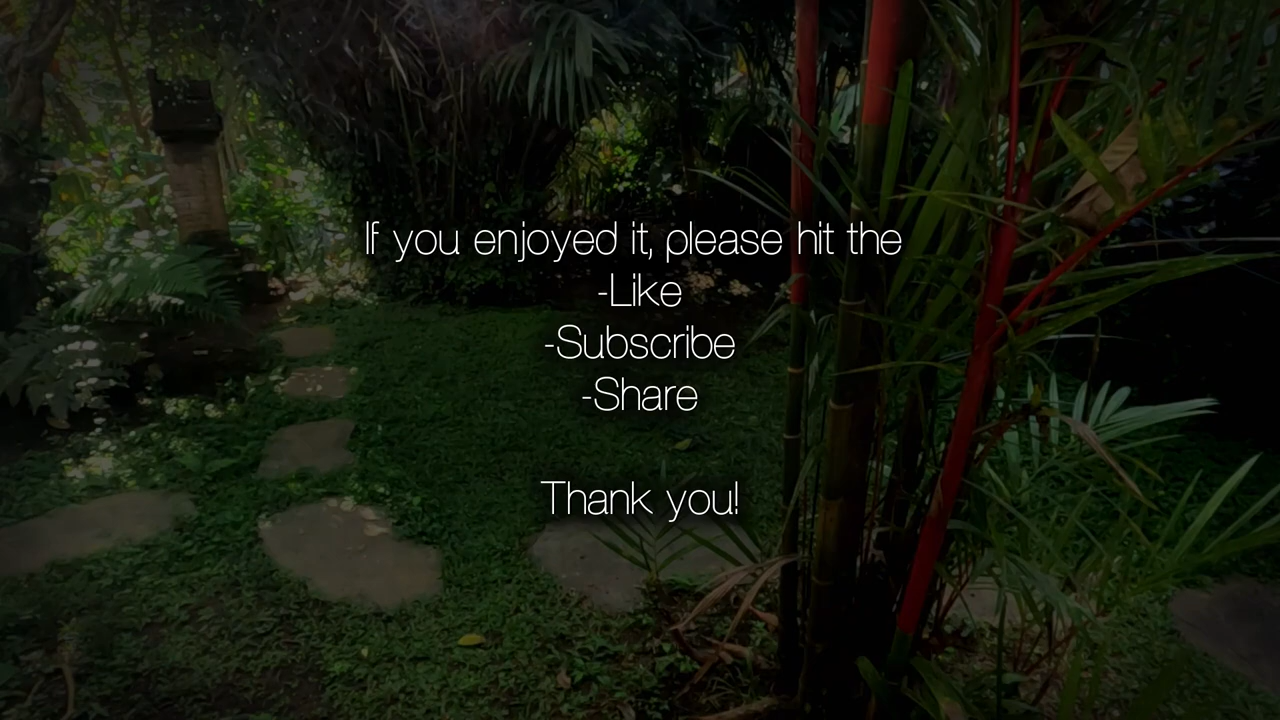 If you enjoyed it, please hit the
-Like
-Subscribe
-Share
Thank you!